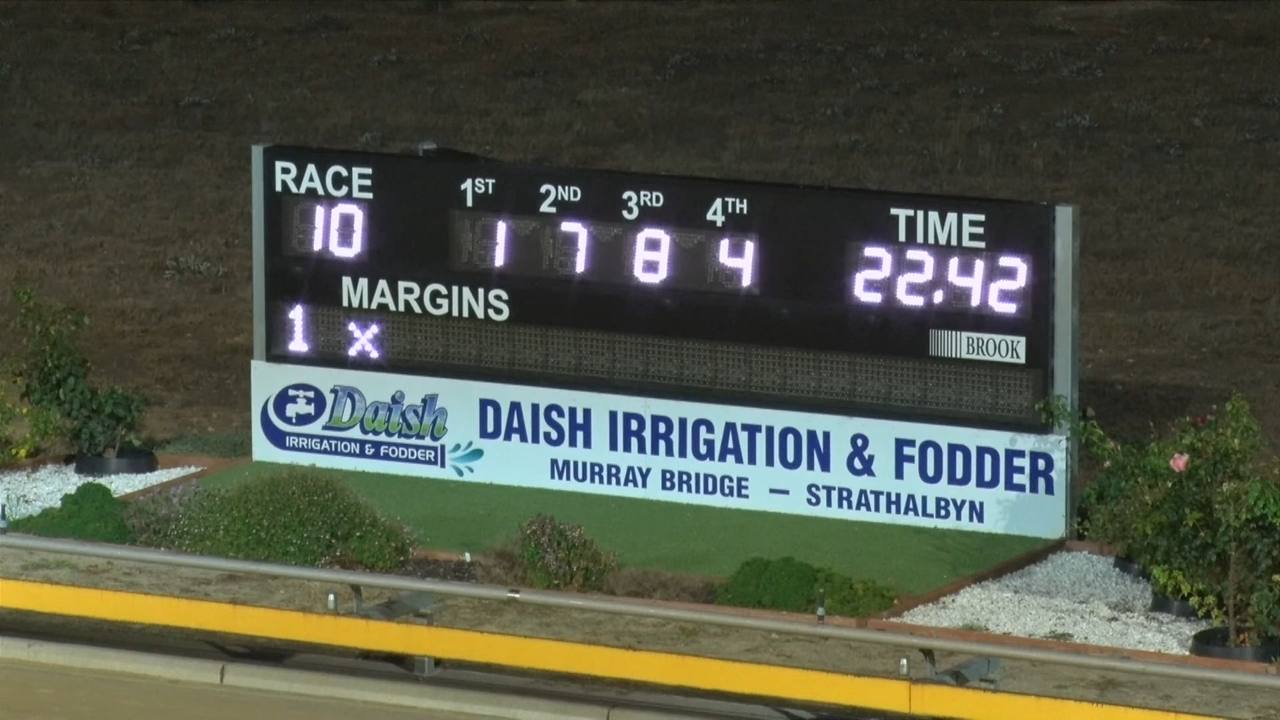 RACE 1ST 2ND 3RD 4TH TIME
10 1 7 8 4 22.42
MARGINS
1 x
BROOK
Daish
IRRIGATION & FODDER
DAISH IRRIGATION & FODDER
MURRAY BRIDGE – STRATHALBYN